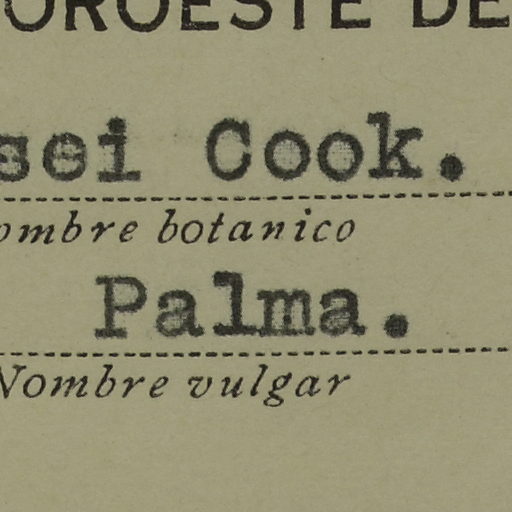 OROESTE DE
sei Cook.
ombre botanico
Palma.
Nombre vulgar